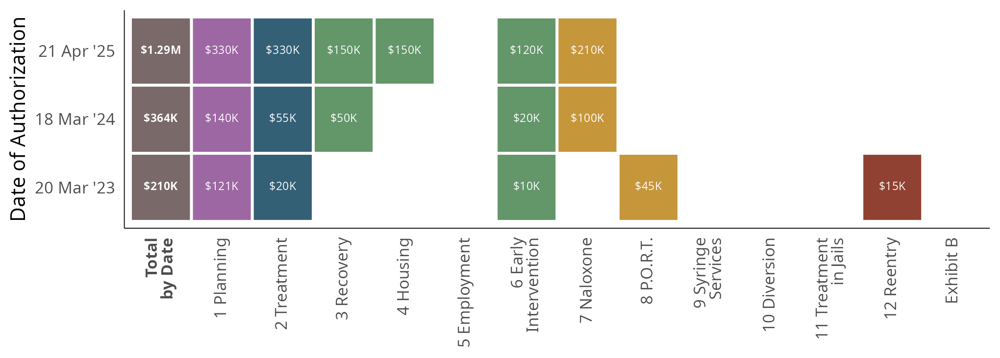 Date of Authorization
21 Apr '25
$1.29M
$330K
$330K
$150K
$150K
$120K
$210K
18 Mar '24
$364K
$140K
$55K
$50K
$20K
$100K
20 Mar '23
$210K
$121K
$20K
$10K
$45K
$15K
Total
by Date
1 Planning
2 Treatment
3 Recovery
4 Housing
5 Employment
6 Early
Intervention
7 Naloxone
8 P.O.R.T.
9 Syringe
Services
10 Diversion
11 Treatment
in Jails
12 Reentry
Exhibit B